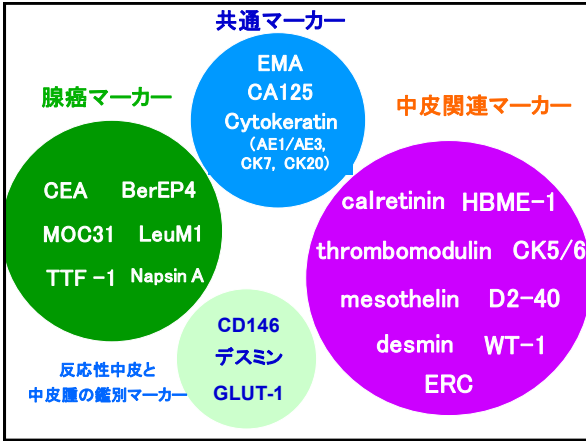 共通マーカー
EMA
CA125
Cytokeratin
(AE1/AE3,
CK7, CK20)
腺癌マーカー
CEA BerEP4
MOC31 LeuM1
TTF-1 Napsin A
中皮関連マーカー
calretinin HBME-1
thrombomodulin CK5/6
mesothelin D2-40
desmin WT-1
ERC
CD146
デスミン
GLUT-1
反応性中皮と
中皮腫の鑑別マーカー